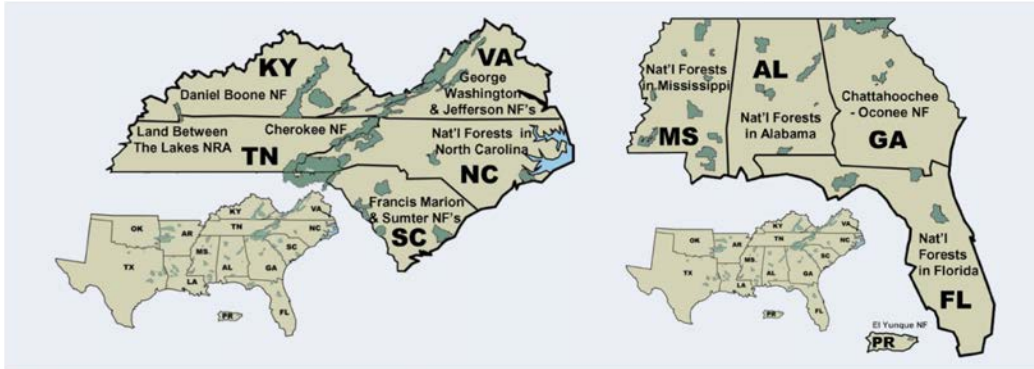 KY
Daniel Boone NF
VA
George
Washington
& Jefferson NF's
Land Between
The Lakes NRA
TN
Cherokee NF
Nat'l Forests in
North Carolina
NC
Francis Marion
& Sumter NF's
SC
KY
VA
TN
NC
OK
AR
SC
MS
AL
GA
TX
LA
FL
PR
Nat'l Forests
in Mississippi
MS
AL
Nat'l Forests
in Alabama
Chattahoochee
- Oconee NF
GA
Nat'l
Forests
in Florida
FL
El Yunque NF
PR
KY
VA
TN
NC
OK
AR
SC
MS
AL
GA
TX
LA
FL
PR